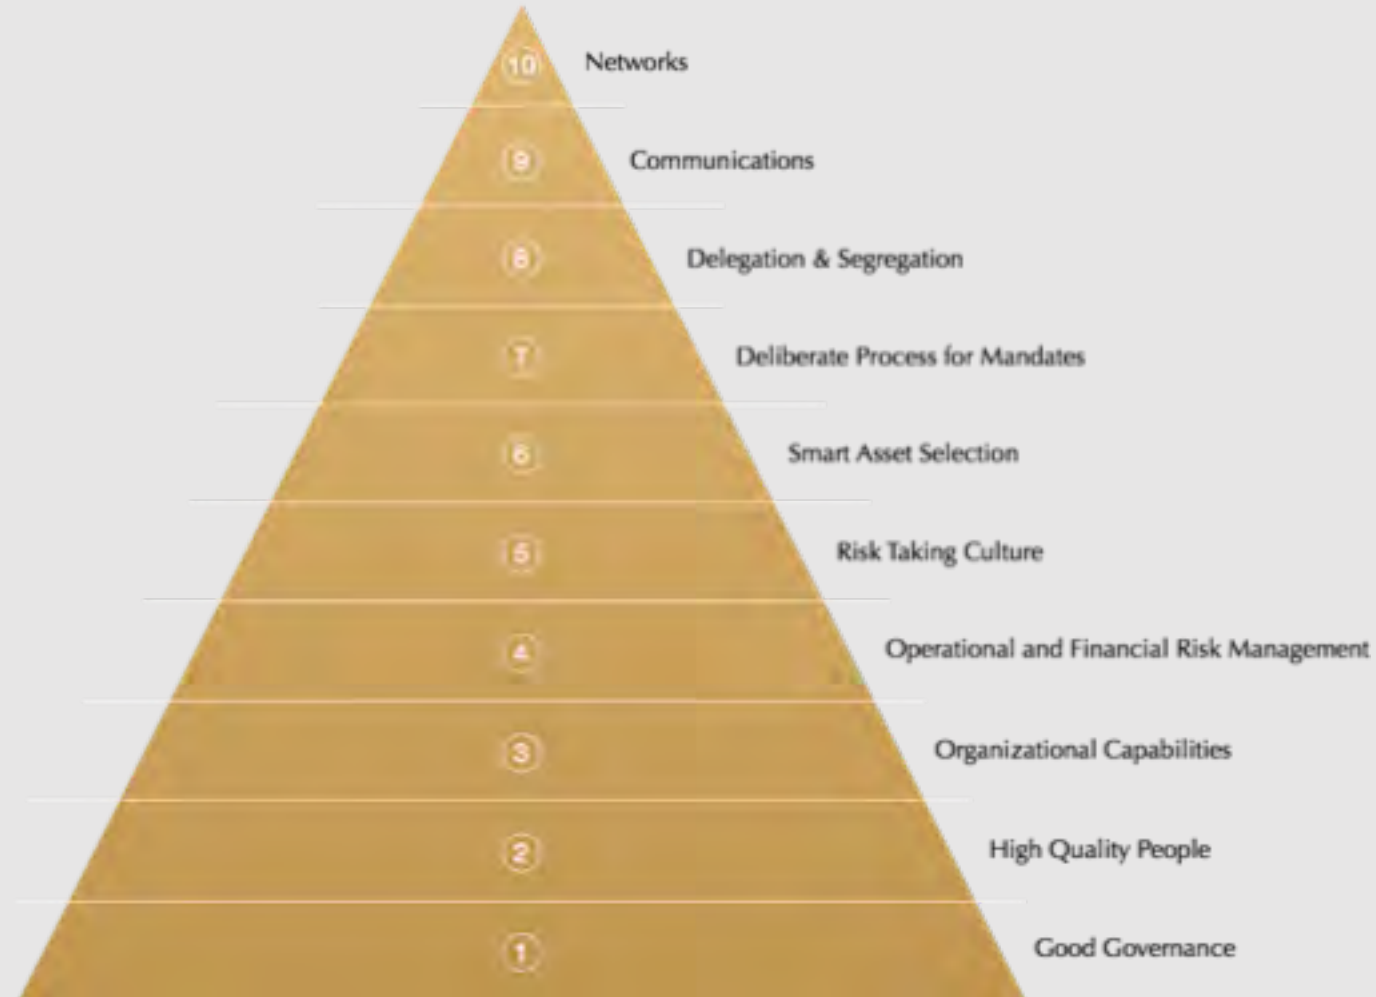 10 Networks
9 Communications
8 Delegation & Segregation
7 Deliberate Process for Mandates
6 Smart Asset Selection
5 Risk Taking Culture
4 Operational and Financial Risk Management
3 Organizational Capabilities
2 High Quality People
1 Good Governance